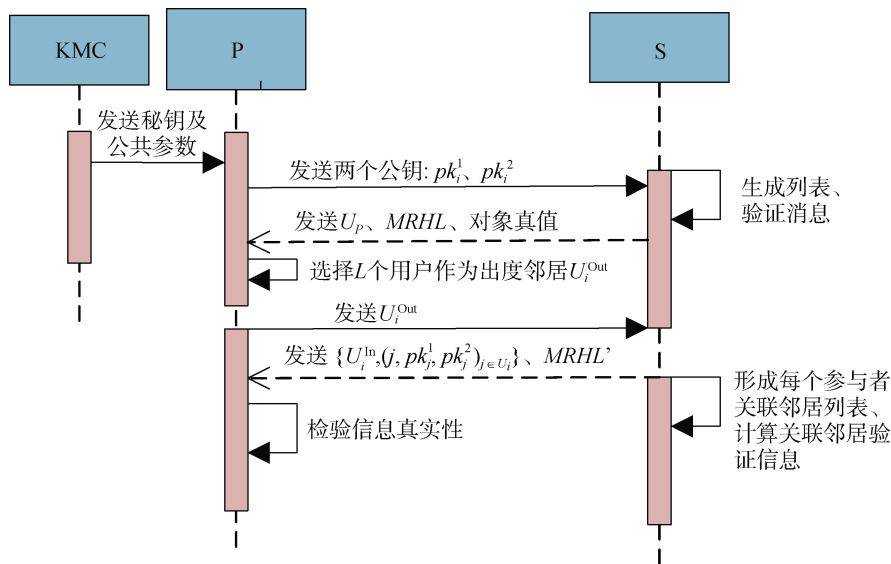 KMC
P
S
发送秘钥及
公共参数
发送两个公钥: pk_i^1、pk_i^2
生成列表、
验证消息
发送U_P、MRHL、对象真值
选择L个用户作为出度邻居U_i^Out
发送U_i^Out
发送 {U_i^In,(j, pk_j^1, pk_j^2)_{j∈U_i}}、MRHL’
形成每个参与者
关联邻居列表、
计算关联邻居验
证信息
检验信息真实性